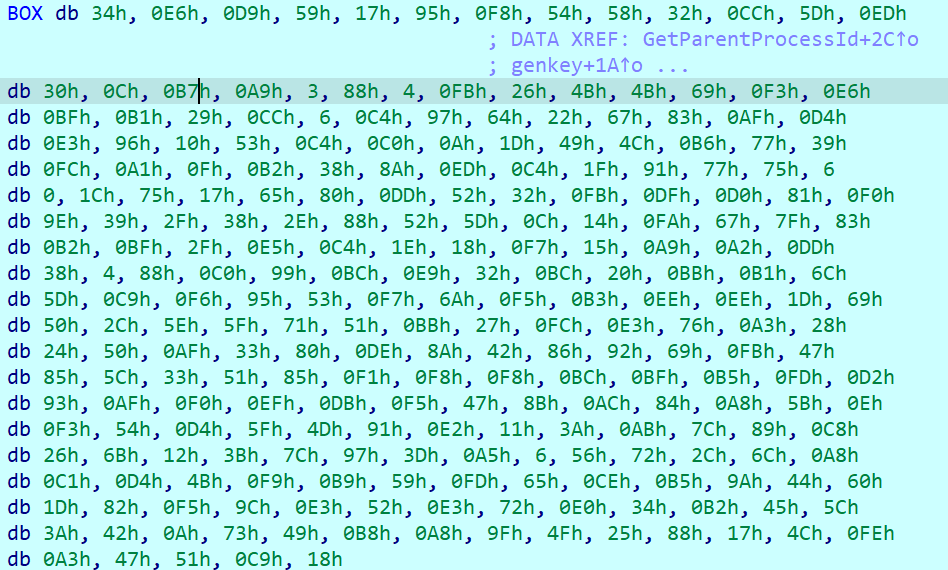 BOX db 34h, 0E6h, 0D9h, 59h, 17h, 95h, 0F8h, 54h, 58h, 32h, 0CCh, 5Dh, 0EDh
; DATA XREF: GetParentProcessId+2C↑o
; genkey+1A↑o ...
db 30h, 0Ch, 0B7h, 0A9h, 3, 88h, 4, 0FBh, 26h, 4Bh, 4Bh, 69h, 0F3h, 0E6h
db 0BFh, 0B1h, 29h, 0CCh, 6, 0C4h, 97h, 64h, 22h, 67h, 83h, 0AFh, 0D4h
db 0E3h, 96h, 10h, 53h, 0C4h, 0C0h, 0Ah, 1Dh, 49h, 4Ch, 0B6h, 77h, 39h
db 0FCh, 0A1h, 0Fh, 0B2h, 38h, 8Ah, 0EDh, 0C4h, 1Fh, 91h, 77h, 75h, 6
db 0, 1Ch, 75h, 17h, 65h, 80h, 0DDh, 52h, 32h, 0FBh, 0DFh, 0D0h, 81h, 0F0h
db 9Eh, 39h, 2Fh, 38h, 2Eh, 88h, 52h, 5Dh, 0Ch, 14h, 0FAh, 67h, 7Fh, 83h
db 0B2h, 0BFh, 2Fh, 0E5h, 0C4h, 1Eh, 18h, 0F7h, 15h, 0A9h, 0A2h, 0DDh
db 38h, 4, 88h, 0C0h, 99h, 0BCh, 0E9h, 32h, 0BCh, 20h, 0BBh, 0B1h, 6Ch
db 5Dh, 0C9h, 0F6h, 95h, 53h, 0F7h, 6Ah, 0F5h, 0B3h, 0EEh, 0EEh, 1Dh, 69h
db 50h, 2Ch, 5Eh, 5Fh, 71h, 51h, 0BBh, 27h, 0FCh, 0E3h, 76h, 0A3h, 28h
db 24h, 50h, 0AFh, 33h, 80h, 0DEh, 8Ah, 42h, 86h, 92h, 69h, 0FBh, 47h
db 85h, 5Ch, 33h, 51h, 85h, 0F1h, 0F8h, 0F8h, 0BCh, 0BFh, 0B5h, 0FDh, 0D2h
db 93h, 0AFh, 0F0h, 0EFh, 0DBh, 0F5h, 47h, 8Bh, 0ACh, 84h, 0A8h, 5Bh, 0Eh
db 0F3h, 54h, 0D4h, 5Fh, 4Dh, 91h, 0E2h, 11h, 3Ah, 0ABh, 7Ch, 89h, 0C8h
db 26h, 6Bh, 12h, 3Bh, 7Ch, 97h, 3Dh, 0A5h, 6, 56h, 72h, 2Ch, 6Ch, 0A8h
db 0C1h, 0D4h, 4Bh, 0F9h, 0B9h, 59h, 0FDh, 65h, 0CEh, 0B5h, 9Ah, 44h, 60h
db 1Dh, 82h, 0F5h, 9Ch, 0E3h, 52h, 0E3h, 72h, 0E0h, 34h, 0B2h, 45h, 5Ch
db 3Ah, 42h, 0Ah, 73h, 49h, 0B8h, 0A8h, 9Fh, 4Fh, 25h, 88h, 17h, 4Ch, 0FEh
db 0A3h, 47h, 51h, 0C9h, 18h